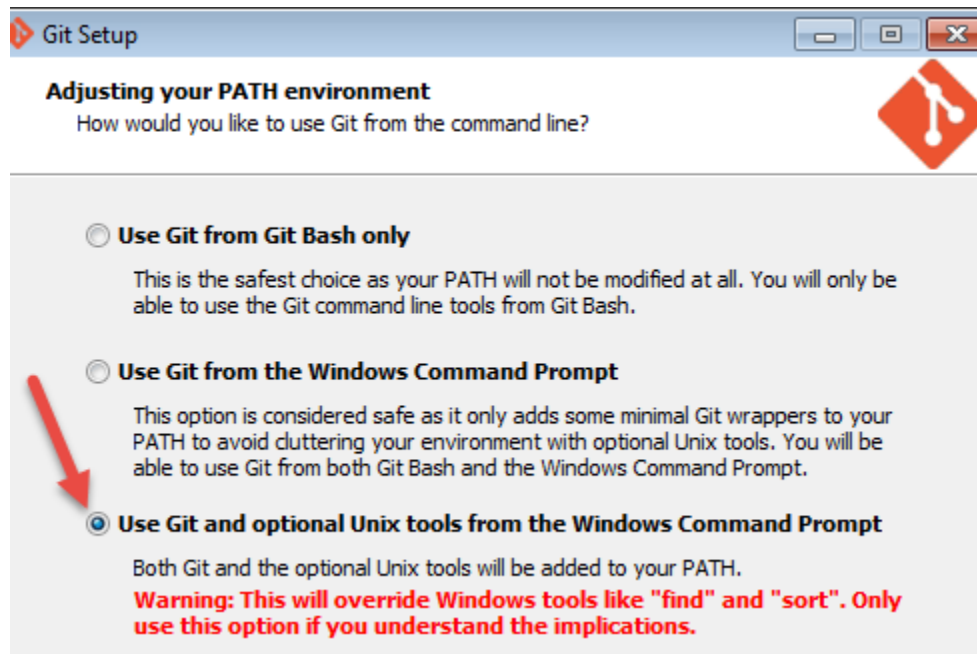 Git Setup
Adjusting your PATH environment
How would you like to use Git from the command line?
Use Git from Git Bash only
This is the safest choice as your PATH will not be modified at all. You will only be
able to use the Git command line tools from Git Bash.
Use Git from the Windows Command Prompt
This option is considered safe as it only adds some minimal Git wrappers to your
PATH to avoid cluttering your environment with optional Unix tools. You will be
able to use Git from both Git Bash and the Windows Command Prompt.
Use Git and optional Unix tools from the Windows Command Prompt
Both Git and the optional Unix tools will be added to your PATH.
Warning: This will override Windows tools like "find" and "sort". Only
use this option if you understand the implications.